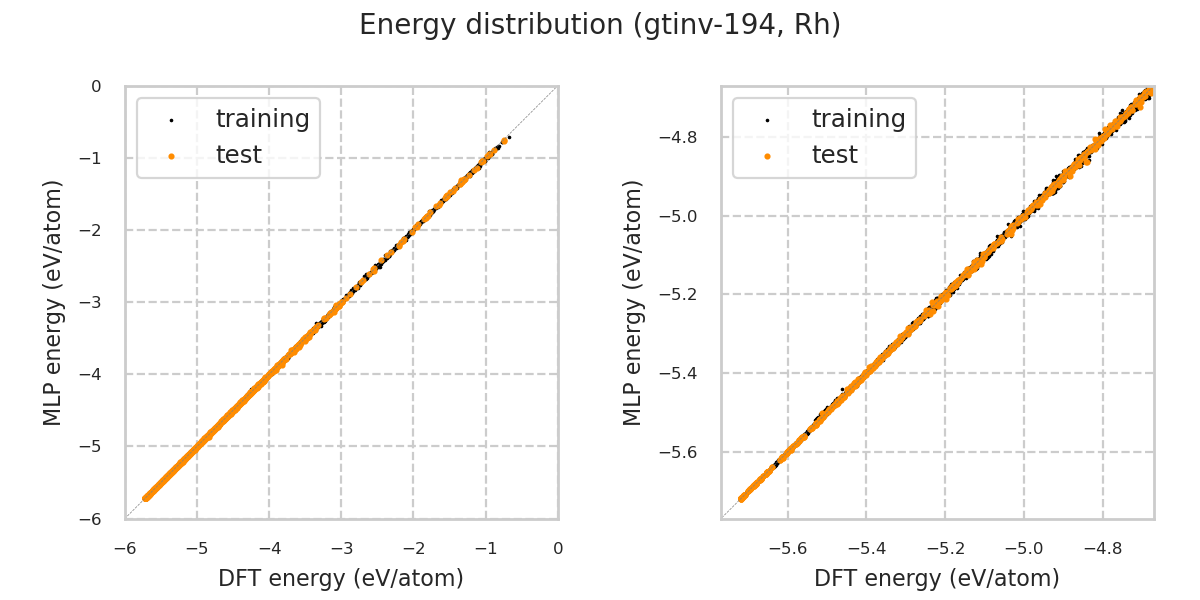 Energy distribution (gtinv-194, Rh)
MLP energy (eV/atom)
0
−1
−2
−3
−4
−5
−6
training
test
−6 −5 −4 −3 −2 −1 0
DFT energy (eV/atom)
MLP energy (eV/atom)
−4.8
−5.0
−5.2
−5.4
−5.6
training
test
−5.6 −5.4 −5.2 −5.0 −4.8
DFT energy (eV/atom)